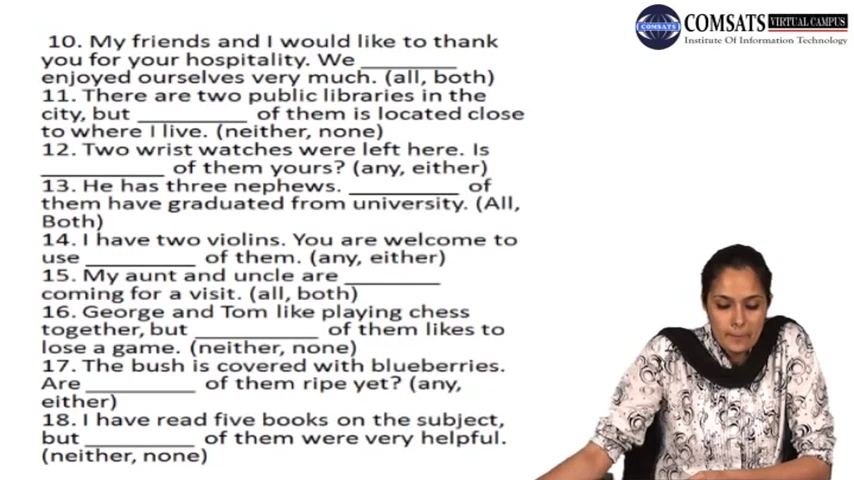 COMSATS VIRTUAL CAMPUS
Institute Of Information Technology
10. My friends and I would like to thank
you for your hospitality. We __________
enjoyed ourselves very much. (all, both)
11. There are two public libraries in the
city, but ___________ of them is located close
to where I live. (neither, none)
12. Two wrist watches were left here. Is
____________ of them yours? (any, either)
13. He has three nephews. ___________ of
them have graduated from university. (All,
Both)
14. I have two violins. You are welcome to
use ___________ of them. (any, either)
15. My aunt and uncle are __________
coming for a visit. (all, both)
16. George and Tom like playing chess
together, but ____________ of them likes to
lose a game. (neither, none)
17. The bush is covered with blueberries.
Are ___________ of them ripe yet? (any,
either)
18. I have read five books on the subject,
but ___________ of them were very helpful.
(neither, none)